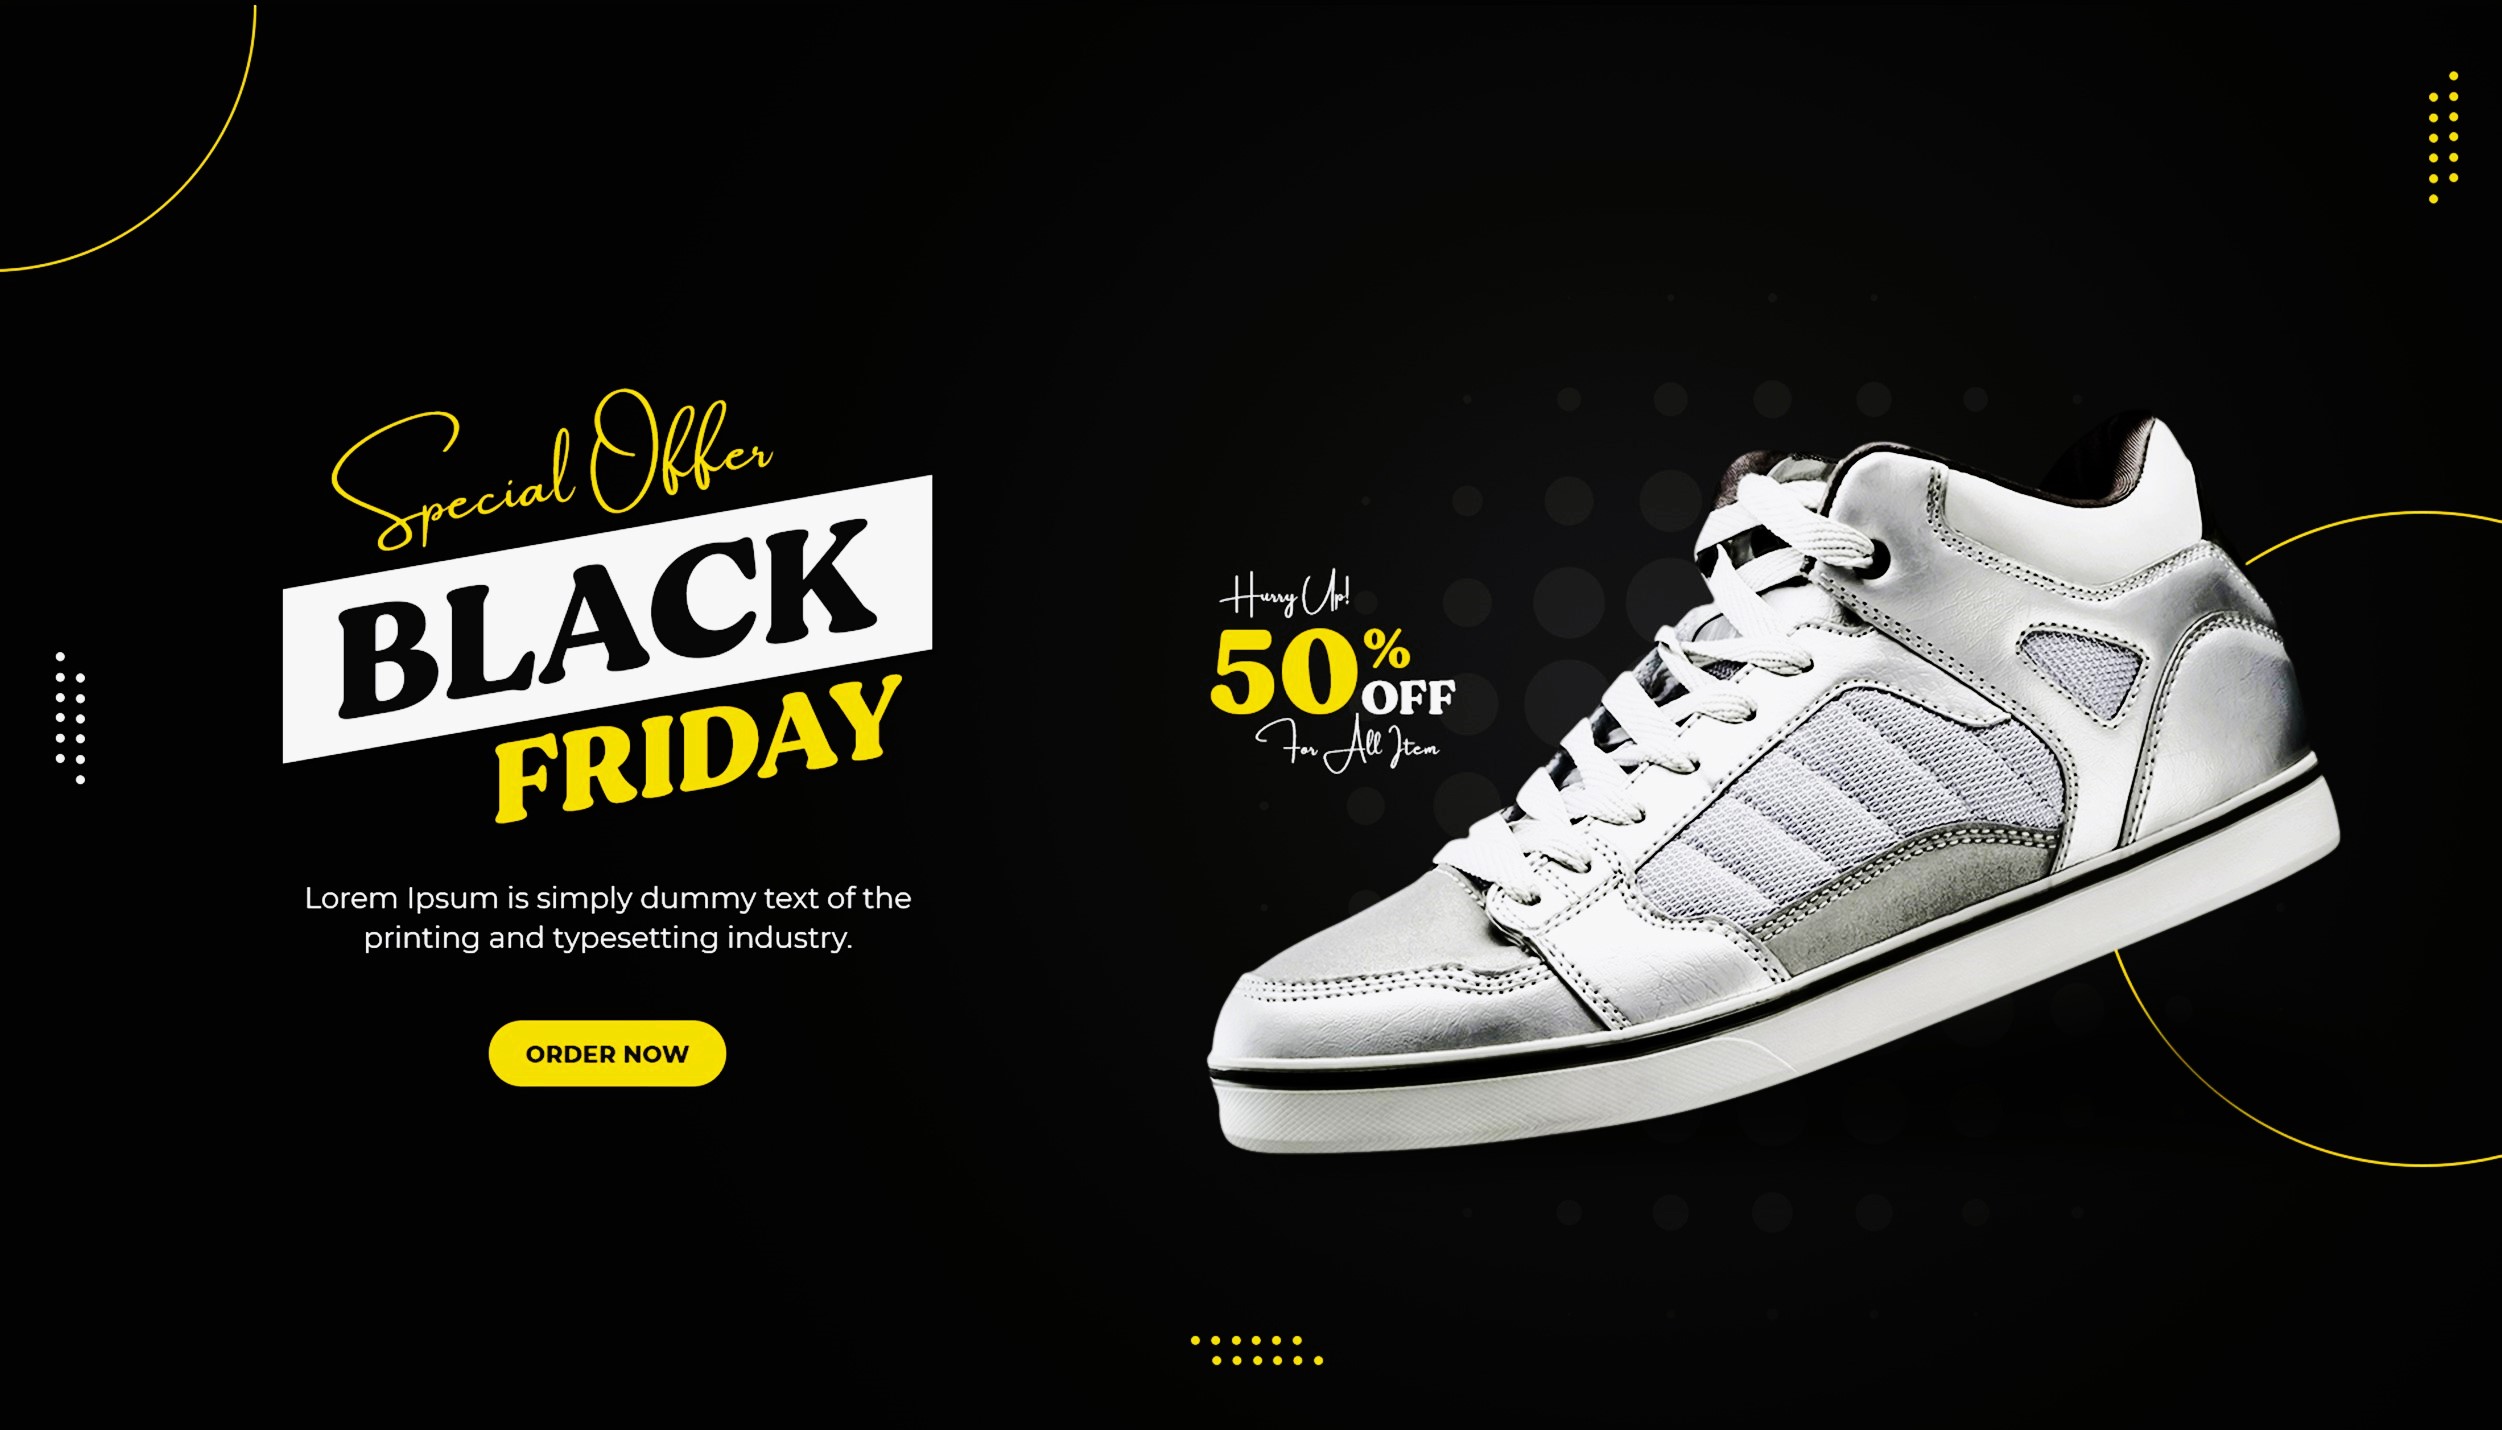 Special Offer
BLACK
FRIDAY
Lorem Ipsum is simply dummy text of the
printing and typesetting industry.
ORDER NOW
Hurry Up!
50%
OFF
For All Item